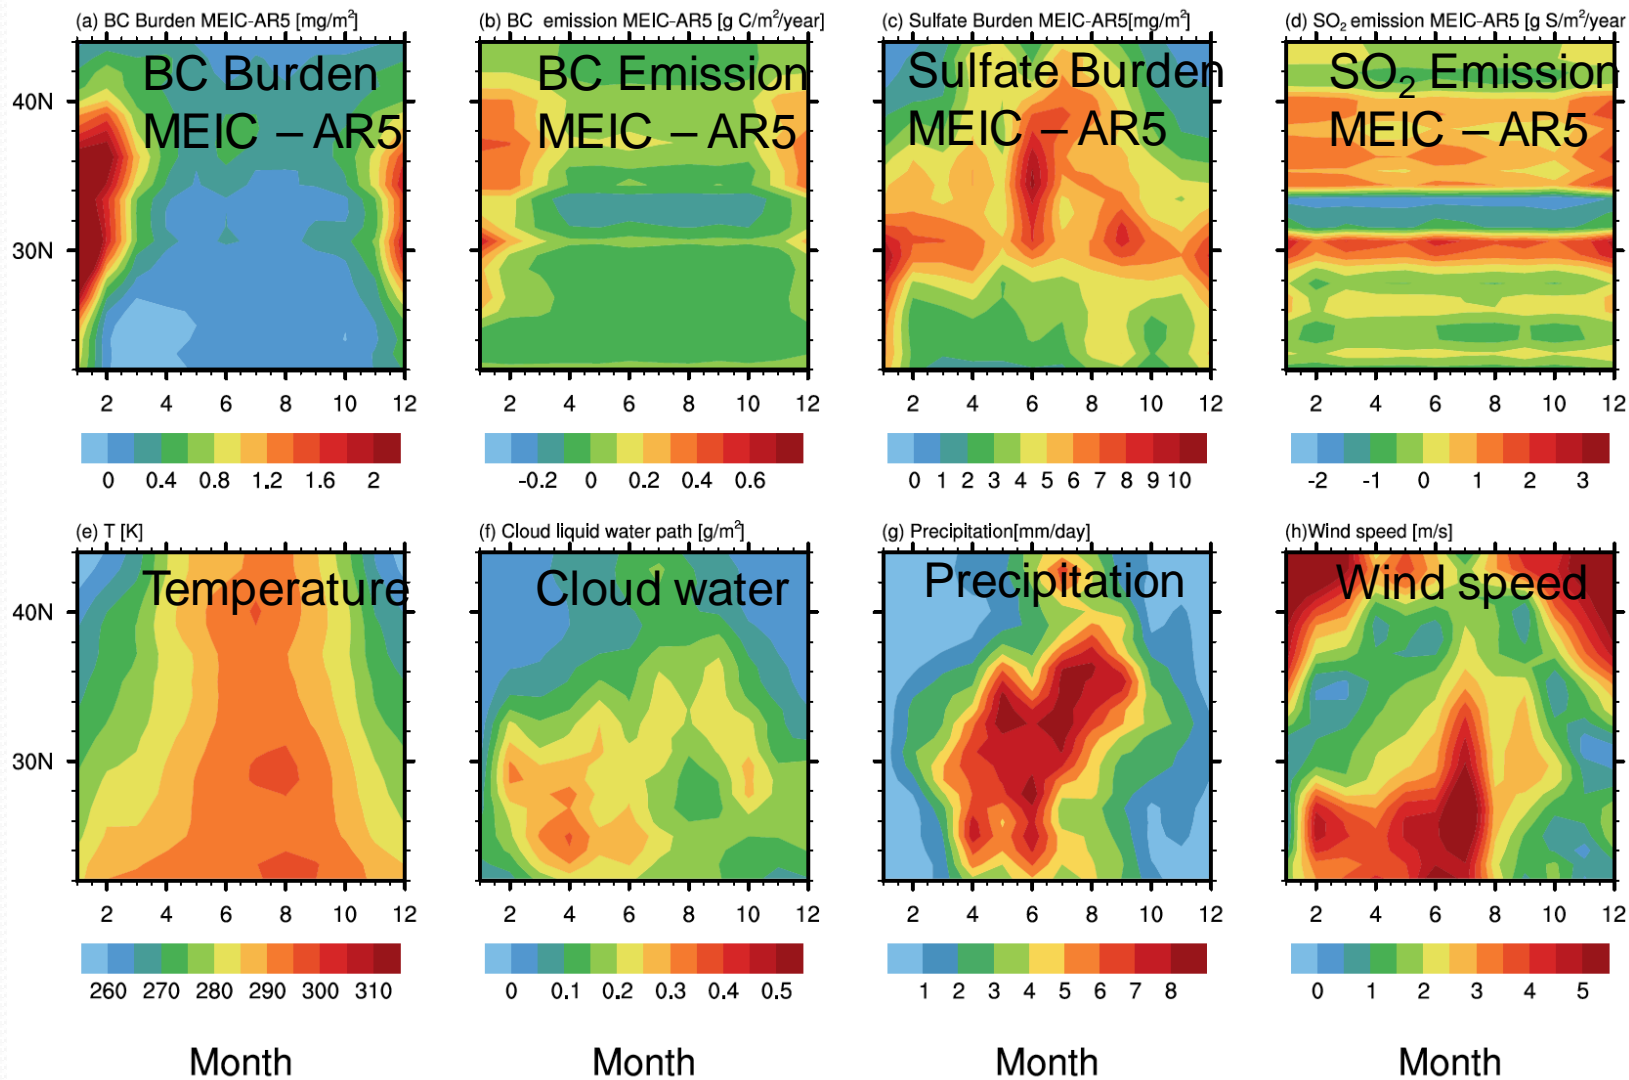 (a) BC Burden MEIC-AR5 [mg/m²]
(b) BC emission MEIC-AR5 [g C/m²/year]
(c) Sulfate Burden MEIC-AR5[mg/m²]
(d) SO₂ emission MEIC-AR5 [g S/m²/year
BC Burden
MEIC – AR5
BC Emission
MEIC – AR5
Sulfate Burden
MEIC – AR5
SO₂ Emission
MEIC – AR5
40N
30N
2 4 6 8 10 12
2 4 6 8 10 12
2 4 6 8 10 12
2 4 6 8 10 12
0 0.4 0.8 1.2 1.6 2
-0.2 0 0.2 0.4 0.6
0 1 2 3 4 5 6 7 8 9 10
-2 -1 0 1 2 3
(e) T [K]
(f) Cloud liquid water path [g/m²]
(g) Precipitation[mm/day]
(h)Wind speed [m/s]
Temperature
Cloud water
Precipitation
Wind speed
40N
30N
2 4 6 8 10 12
2 4 6 8 10 12
2 4 6 8 10 12
2 4 6 8 10 12
260 270 280 290 300 310
0 0.1 0.2 0.3 0.4 0.5
1 2 3 4 5 6 7 8
0 1 2 3 4 5
Month
Month
Month
Month